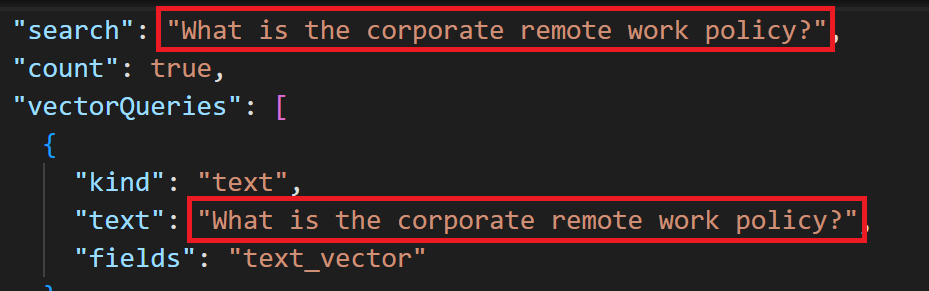 "search": "What is the corporate remote work policy?",
"count": true,
"vectorQueries": [
{
"kind": "text",
"text": "What is the corporate remote work policy?",
"fields": "text_vector"
}